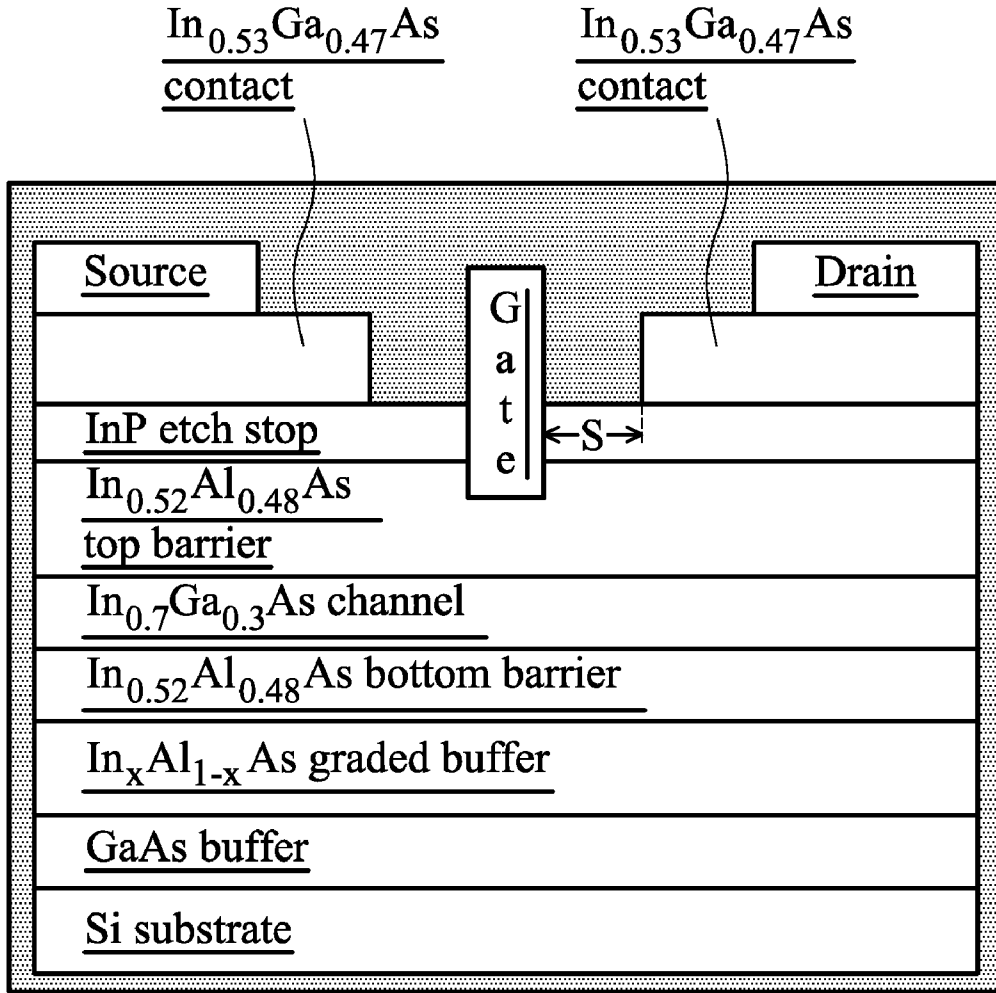 In0.53Ga0.47As
contact
In0.53Ga0.47As
contact
Source
Drain
Gate
InP etch stop
S
In0.52Al0.48As
top barrier
In0.7Ga0.3As channel
In0.52Al0.48As bottom barrier
InxAl1-xAs graded buffer
GaAs buffer
Si substrate